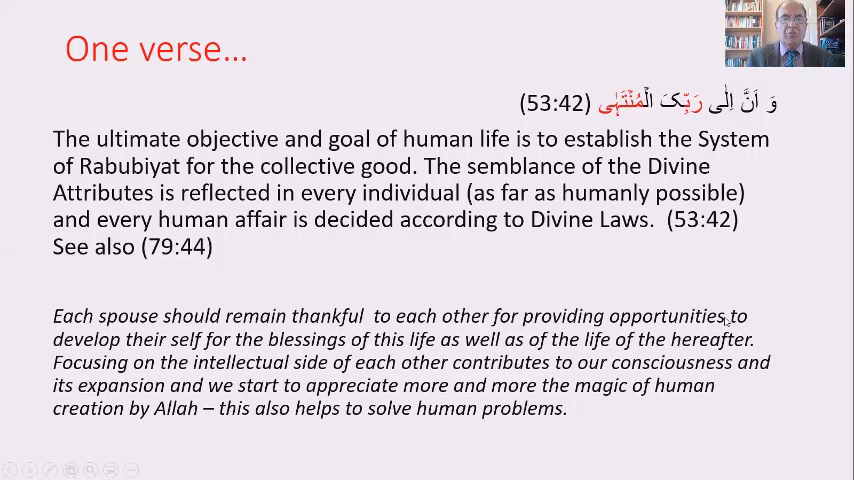 One verse...
وَ اَنَّ اِلٰی رَبِّکَ الۡمُنۡتَہٰی (53:42)
The ultimate objective and goal of human life is to establish the System
of Rabubiyat for the collective good. The semblance of the Divine
Attributes is reflected in every individual (as far as humanly possible)
and every human affair is decided according to Divine Laws. (53:42)
See also (79:44)
Each spouse should remain thankful to each other for providing opportunities to
develop their self for the blessings of this life as well as of the life of the hereafter.
Focusing on the intellectual side of each other contributes to our consciousness and
its expansion and we start to appreciate more and more the magic of human
creation by Allah – this also helps to solve human problems.